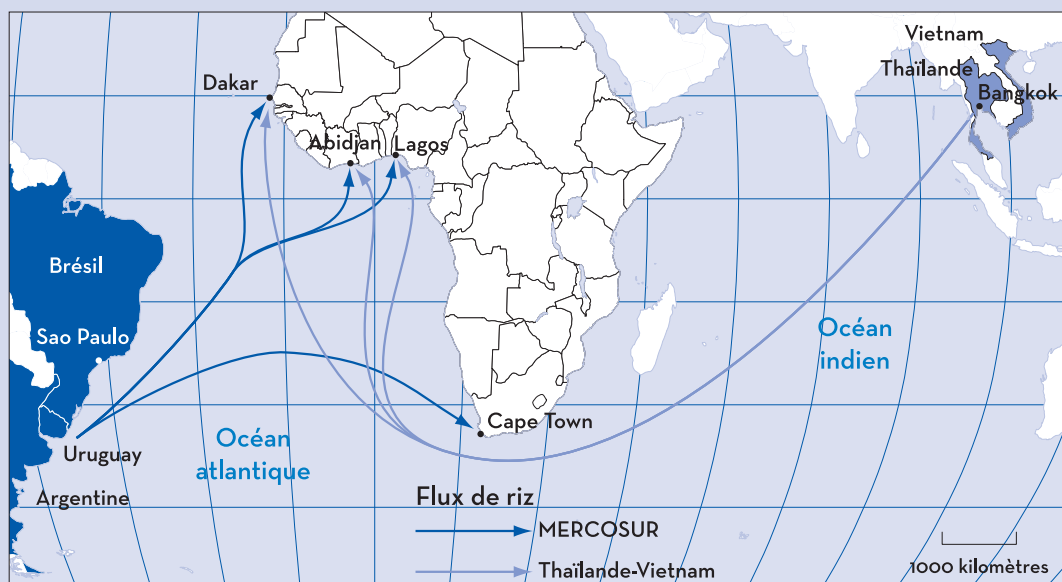 Vietnam
Thaïlande
Bangkok
Dakar
Abidjan
Lagos
Brésil
Sao Paulo
Océan
indien
Cape Town
Uruguay
Océan
atlantique
Argentine
Flux de riz
MERCOSUR
Thaïlande-Vietnam
1000 kilomètres